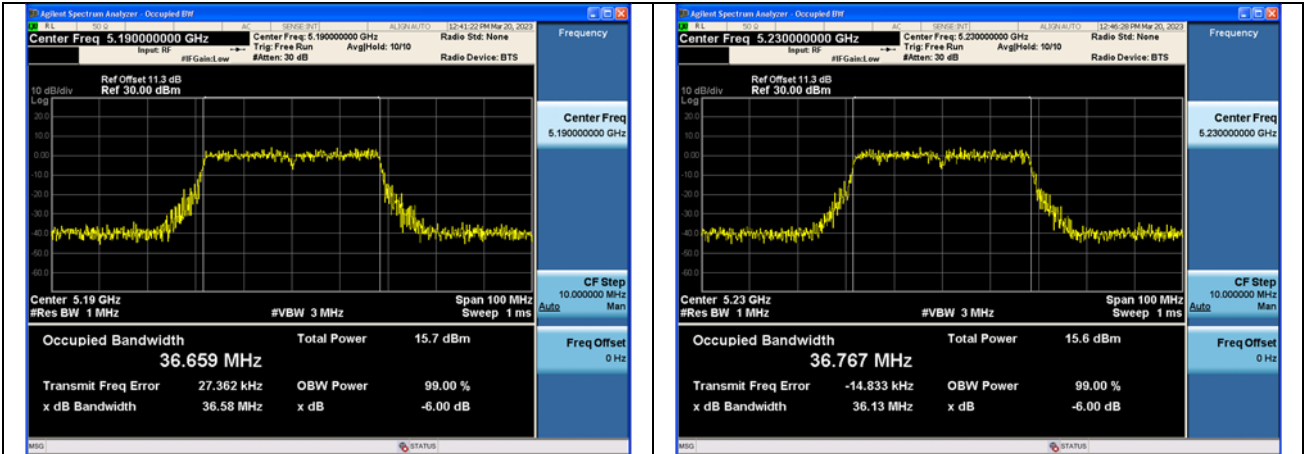 Agilent Spectrum Analyzer - Occupied BW
RL 50 Ω AC SENSE:INT ALIGNAUTO 12:41:22 PM Mar 20, 2023
Center Freq 5.190000000 GHz
Center Freq: 5.190000000 GHz
Radio Std: None
Input: RF
Trig: Free Run Avg|Hold: 10/10
#IFGain:Low
#Atten: 30 dB
Radio Device: BTS
Frequency
Ref Offset 11.3 dB
10 dB/div Ref 30.00 dBm
Log
20.0
10.0
0.00
-10.0
-20.0
-30.0
-40.0
-50.0
-60.0
Center Freq
5.190000000 GHz
Center 5.19 GHz Span 100 MHz
#Res BW 1 MHz #VBW 3 MHz Sweep 1 ms
CF Step
10.000000 MHz
Auto Man
Occupied Bandwidth Total Power 15.7 dBm
36.659 MHz
Transmit Freq Error 27.362 kHz OBW Power 99.00 %
x dB Bandwidth 36.58 MHz x dB -6.00 dB
Freq Offset
0 Hz
MSG STATUS
Agilent Spectrum Analyzer - Occupied BW
RL 50 Ω AC SENSE:INT ALIGNAUTO 12:46:28 PM Mar 20, 2023
Center Freq 5.230000000 GHz
Center Freq: 5.230000000 GHz
Radio Std: None
Input: RF
Trig: Free Run Avg|Hold: 10/10
#IFGain:Low
#Atten: 30 dB
Radio Device: BTS
Frequency
Ref Offset 11.3 dB
10 dB/div Ref 30.00 dBm
Log
20.0
10.0
0.00
-10.0
-20.0
-30.0
-40.0
-50.0
-60.0
Center Freq
5.230000000 GHz
Center 5.23 GHz Span 100 MHz
#Res BW 1 MHz #VBW 3 MHz Sweep 1 ms
CF Step
10.000000 MHz
Auto Man
Occupied Bandwidth Total Power 15.6 dBm
36.767 MHz
Transmit Freq Error -14.833 kHz OBW Power 99.00 %
x dB Bandwidth 36.13 MHz x dB -6.00 dB
Freq Offset
0 Hz
MSG STATUS